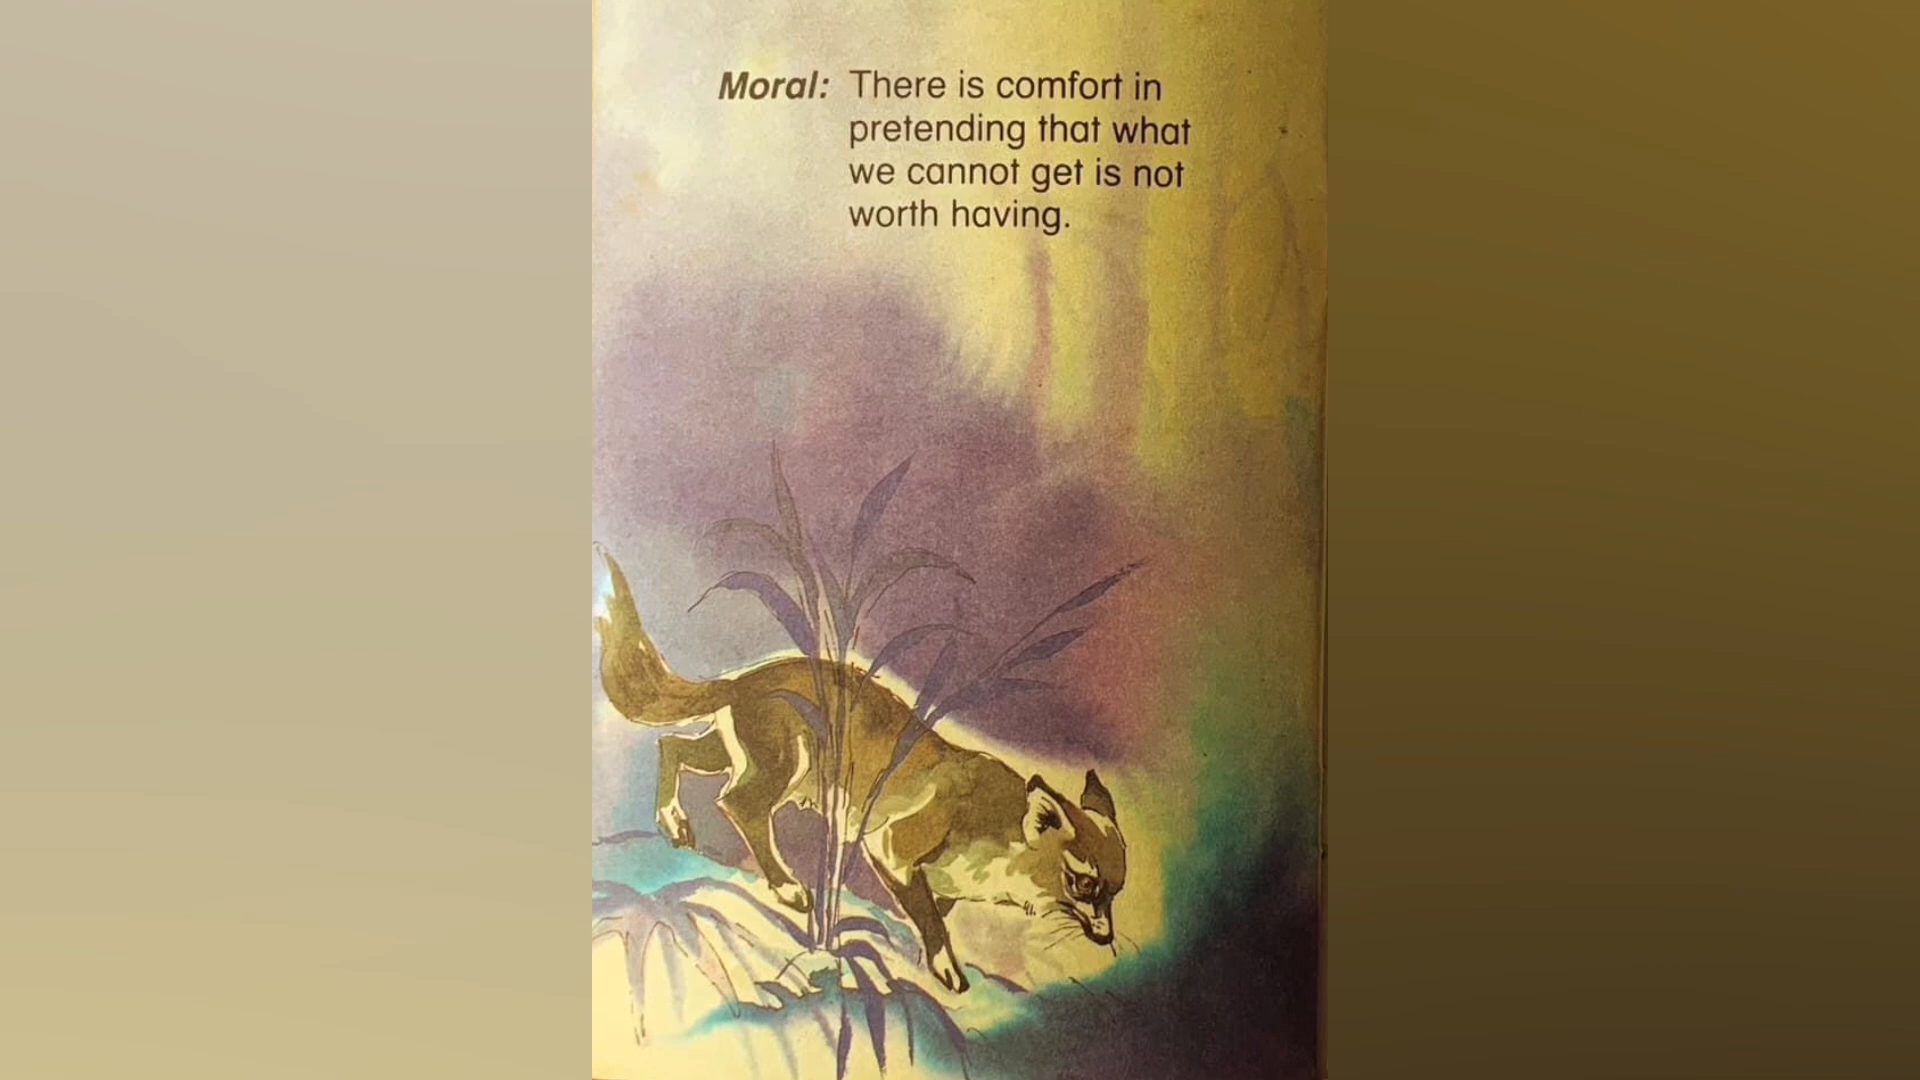 Moral: There is comfort in
pretending that what
we cannot get is not
worth having.